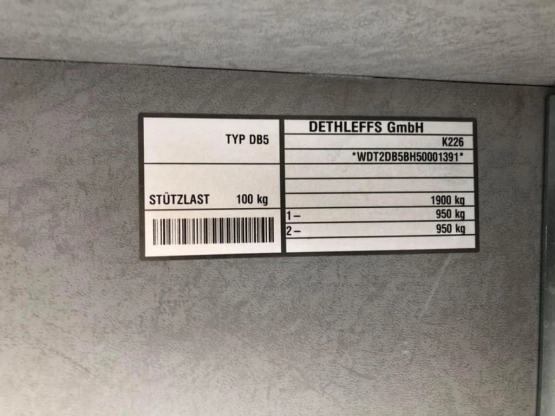 TYP DB5
STÜTZLAST 100 kg
DETHLEFFS GmbH
K226
*WDT2DB5BH50001391*
1900 kg
1– 950 kg
2– 950 kg